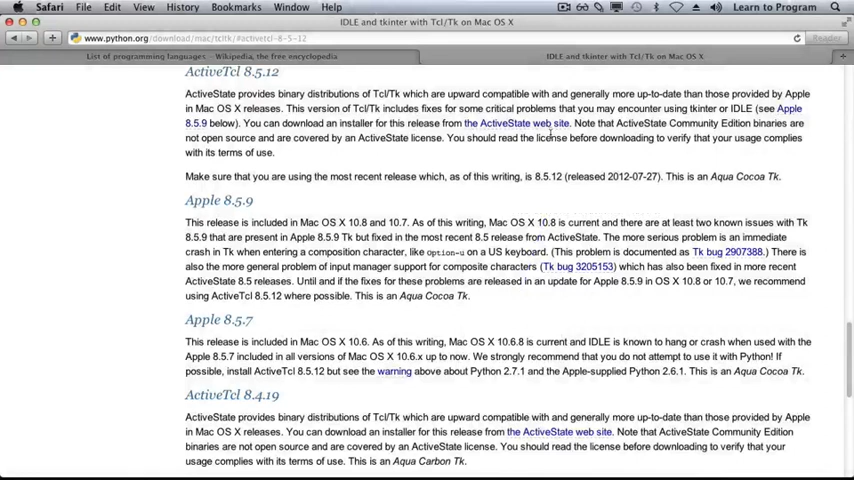 Safari File Edit View History Bookmarks Window Help Learn to Program
IDLE and tkinter with Tcl/Tk on Mac OS X
www.python.org/download/mac/tcltk/#activetcl-8-5-12 Reader
List of programming languages - Wikipedia, the free encyclopedia IDLE and tkinter with Tcl/Tk on Mac OS X
ActiveTcl 8.5.12
ActiveState provides binary distributions of Tcl/Tk which are upward compatible with and generally more up-to-date than those provided by Apple
in Mac OS X releases. This version of Tcl/Tk includes fixes for some critical problems that you may encounter using tkinter or IDLE (see Apple
8.5.9 below). You can download an installer for this release from the ActiveState web site. Note that ActiveState Community Edition binaries are
not open source and are covered by an ActiveState license. You should read the license before downloading to verify that your usage complies
with its terms of use.
Make sure that you are using the most recent release which, as of this writing, is 8.5.12 (released 2012-07-27). This is an Aqua Cocoa Tk.
Apple 8.5.9
This release is included in Mac OS X 10.8 and 10.7. As of this writing, Mac OS X 10.8 is current and there are at least two known issues with Tk
8.5.9 that are present in Apple 8.5.9 Tk but fixed in the most recent 8.5 release from ActiveState. The more serious problem is an immediate
crash in Tk when entering a composition character, like Option-u on a US keyboard. (This problem is documented as Tk bug 2907388.) There is
also the more general problem of input manager support for composite characters (Tk bug 3205153) which has also been fixed in more recent
ActiveState 8.5 releases. Until and if the fixes for these problems are released in an update for Apple 8.5.9 in OS X 10.8 or 10.7, we recommend
using ActiveTcl 8.5.12 where possible. This is an Aqua Cocoa Tk.
Apple 8.5.7
This release is included in Mac OS X 10.6. As of this writing, Mac OS X 10.6.8 is current and IDLE is known to hang or crash when used with the
Apple 8.5.7 included in all versions of Mac OS X 10.6.x up to now. We strongly recommend that you do not attempt to use it with Python! If
possible, install ActiveTcl 8.5.12 but see the warning above about Python 2.7.1 and the Apple-supplied Python 2.6.1. This is an Aqua Cocoa Tk.
ActiveTcl 8.4.19
ActiveState provides binary distributions of Tcl/Tk which are upward compatible with and generally more up-to-date than those provided by Apple
in Mac OS X releases. You can download an installer for this release from the ActiveState web site. Note that ActiveState Community Edition
binaries are not open source and are covered by an ActiveState license. You should read the license before downloading to verify that your
usage complies with its terms of use. This is an Aqua Carbon Tk.